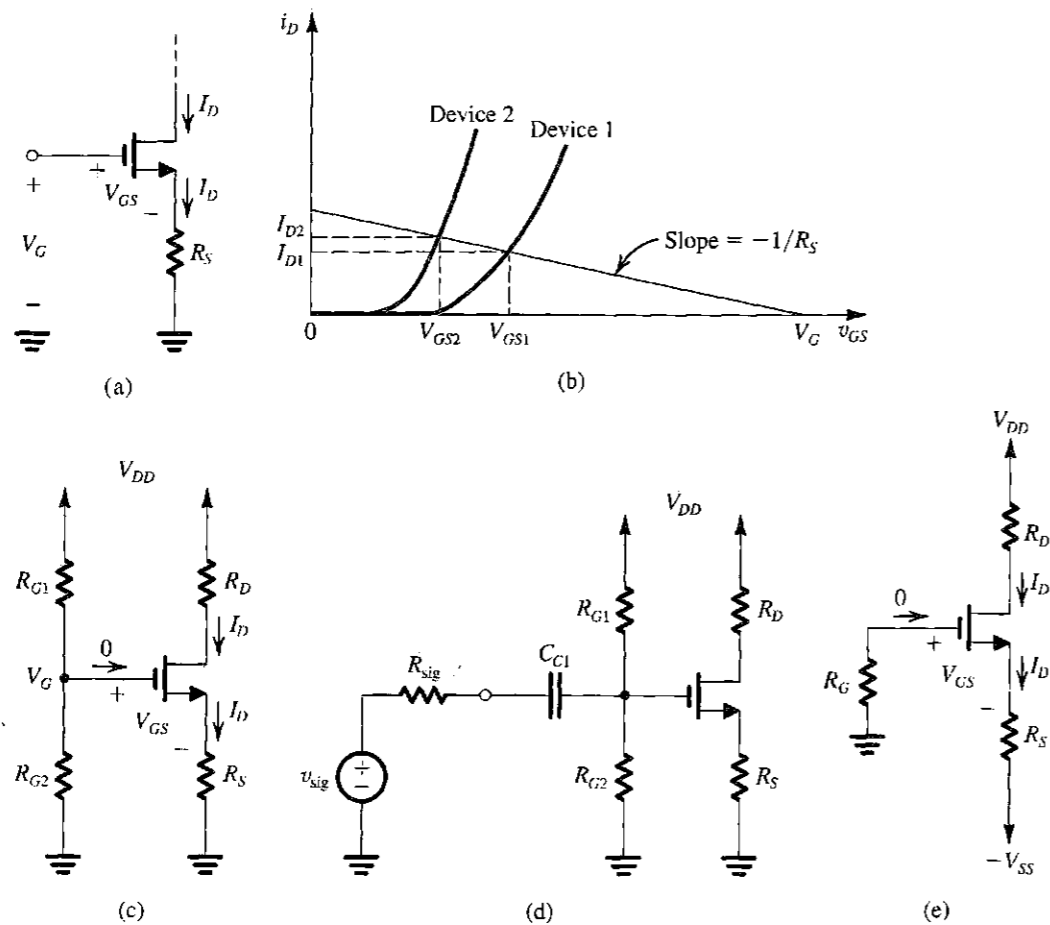 i_D
I_D
+
V_GS
−
I_D
+
V_G
−
R_S
(a)
Device 2
Device 1
I_D2
I_D1
Slope = −1/R_S
0
V_GS2
V_GS1
V_G
v_GS
(b)
V_DD
R_G1
R_D
I_D
0
V_G
+
V_GS
−
I_D
R_G2
R_S
(c)
V_DD
R_G1
R_D
C_C1
R_sig
v_sig
+
−
R_G2
R_S
(d)
V_DD
R_D
I_D
0
+
V_GS
−
I_D
R_G
R_S
−V_SS
(e)